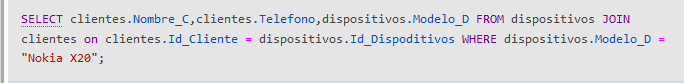 SELECT clientes.Nombre_C,clientes.Telefono,dispositivos.Modelo_D FROM dispositivos JOIN
clientes on clientes.Id_Cliente = dispositivos.Id_Dispoditivos WHERE dispositivos.Modelo_D =
"Nokia X20";